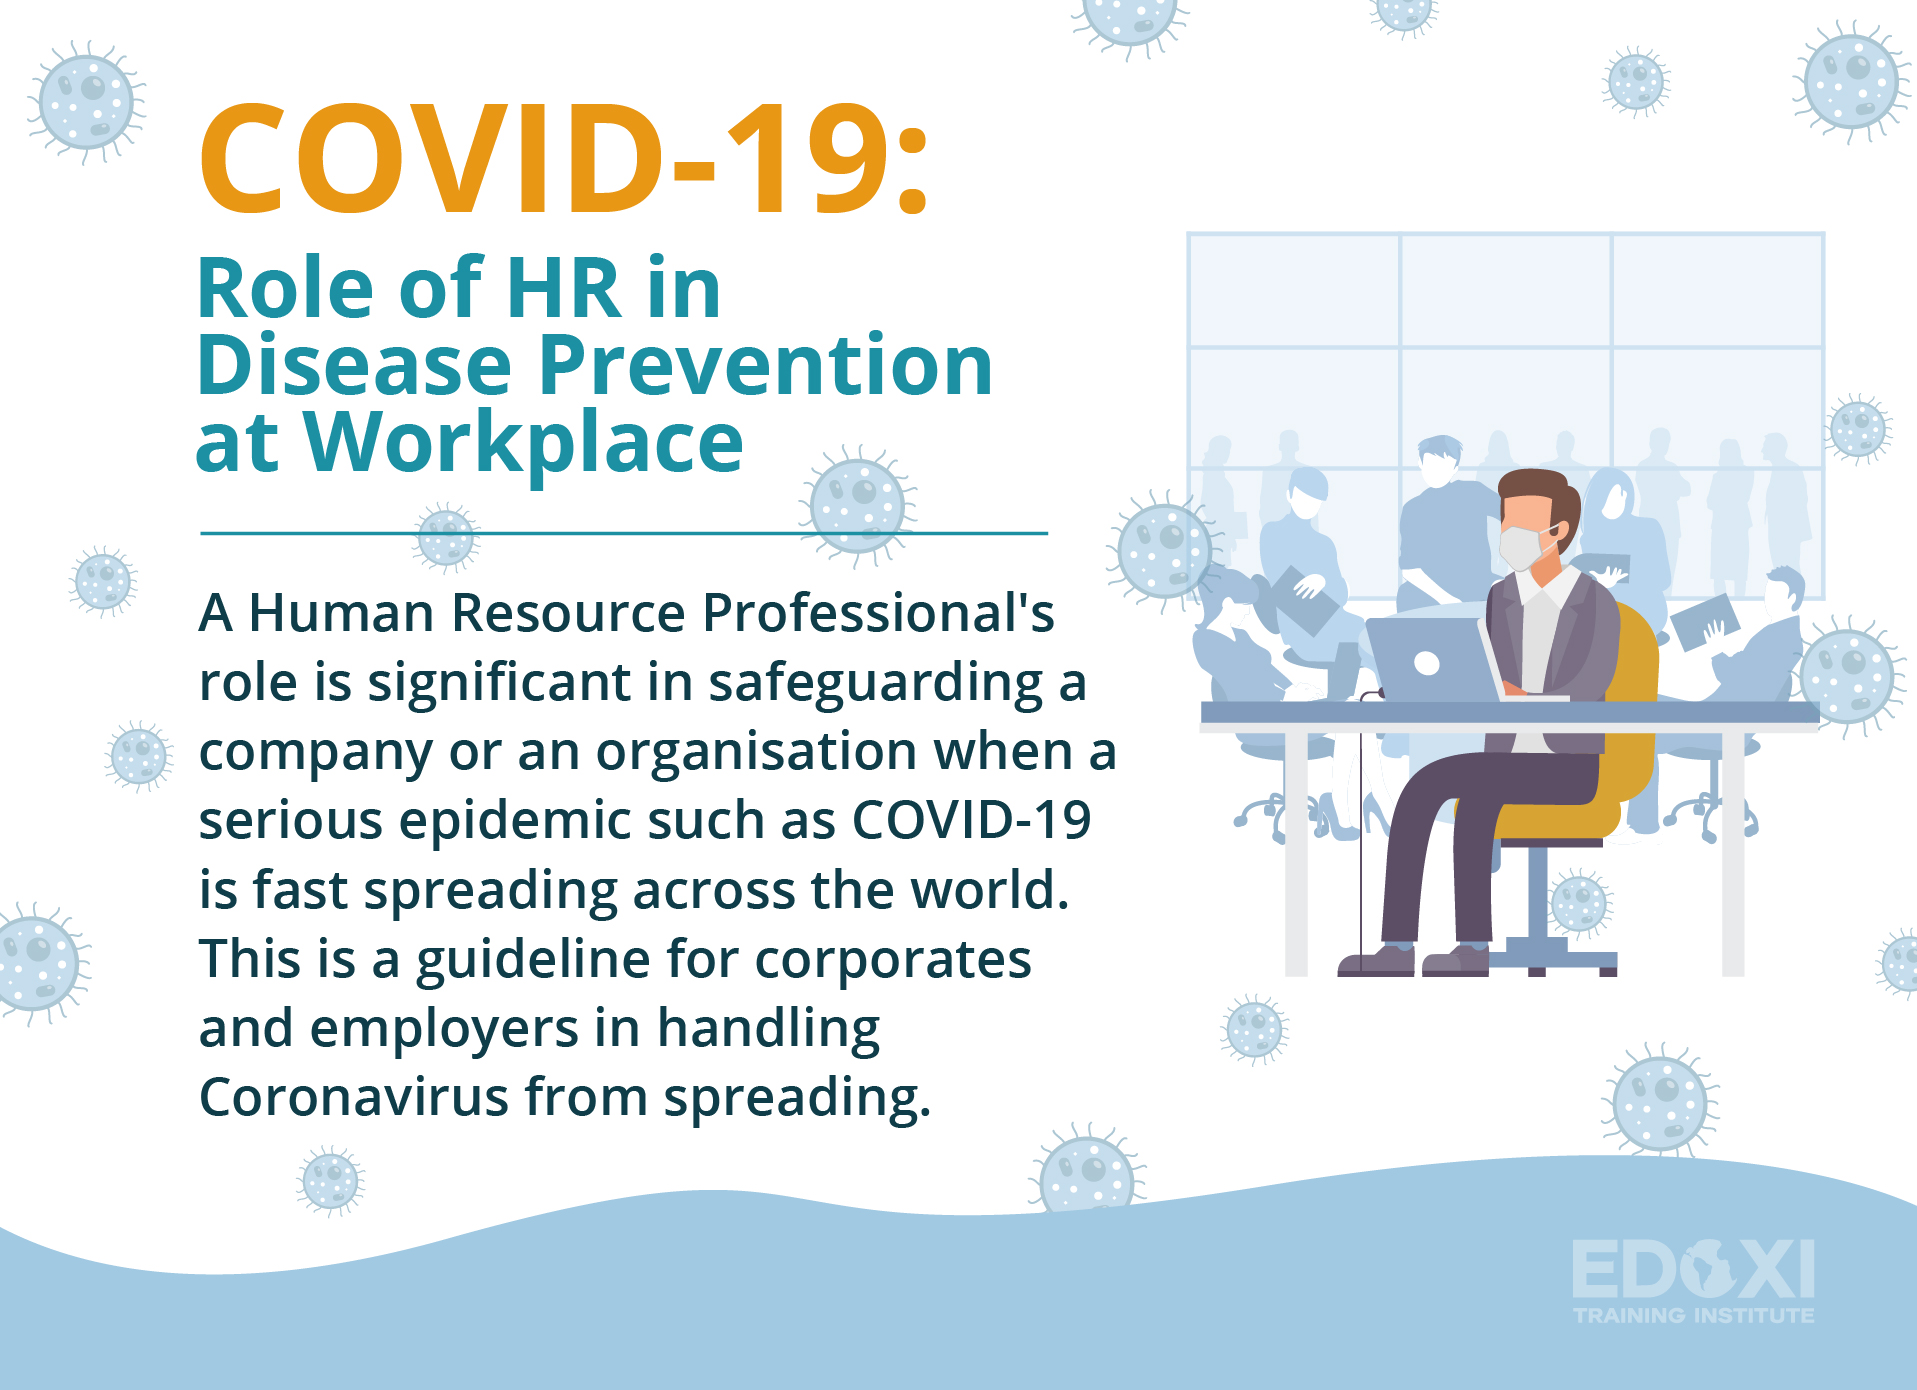 COVID-19:
Role of HR in
Disease Prevention
at Workplace
A Human Resource Professional's
role is significant in safeguarding a
company or an organisation when a
serious epidemic such as COVID-19
is fast spreading across the world.
This is a guideline for corporates
and employers in handling
Coronavirus from spreading.
EDOXI
TRAINING INSTITUTE